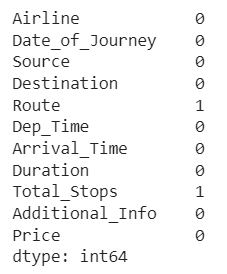 Airline 0
Date_of_Journey 0
Source 0
Destination 0
Route 1
Dep_Time 0
Arrival_Time 0
Duration 0
Total_Stops 1
Additional_Info 0
Price 0
dtype: int64